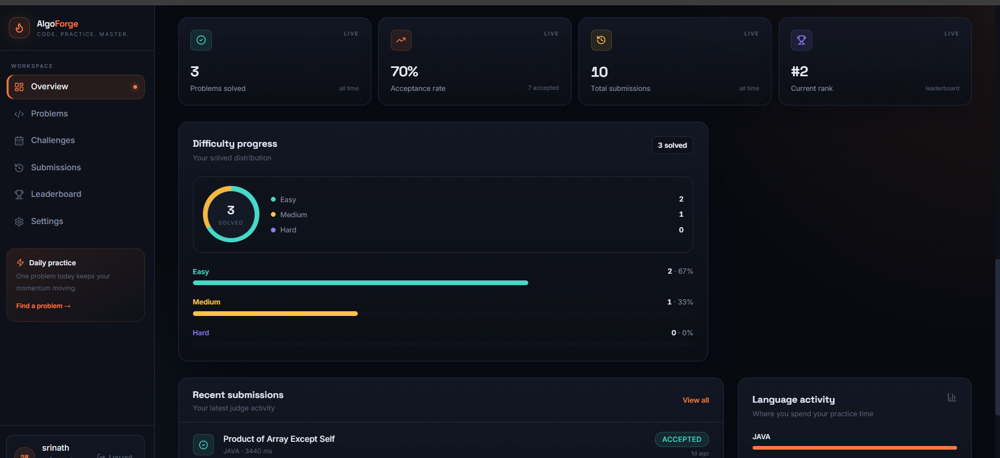 AlgoForge
CODE. PRACTICE. MASTER.
WORKSPACE
Overview
Problems
Challenges
Submissions
Leaderboard
Settings
Daily practice
One problem today keeps your
momentum moving.
Find a problem →
srinath
SR
Log out
LIVE
3
Problems solved
all time
LIVE
70%
Acceptance rate
7 accepted
LIVE
10
Total submissions
all time
LIVE
#2
Current rank
leaderboard
Difficulty progress
Your solved distribution
3 solved
3
SOLVED
Easy 2
Medium 1
Hard 0
Easy 2 · 67%
Medium 1 · 33%
Hard 0 · 0%
Recent submissions
Your latest judge activity
View all
Product of Array Except Self
JAVA · 3440 ms
ACCEPTED
1d ago
Language activity
Where you spend your practice time
JAVA